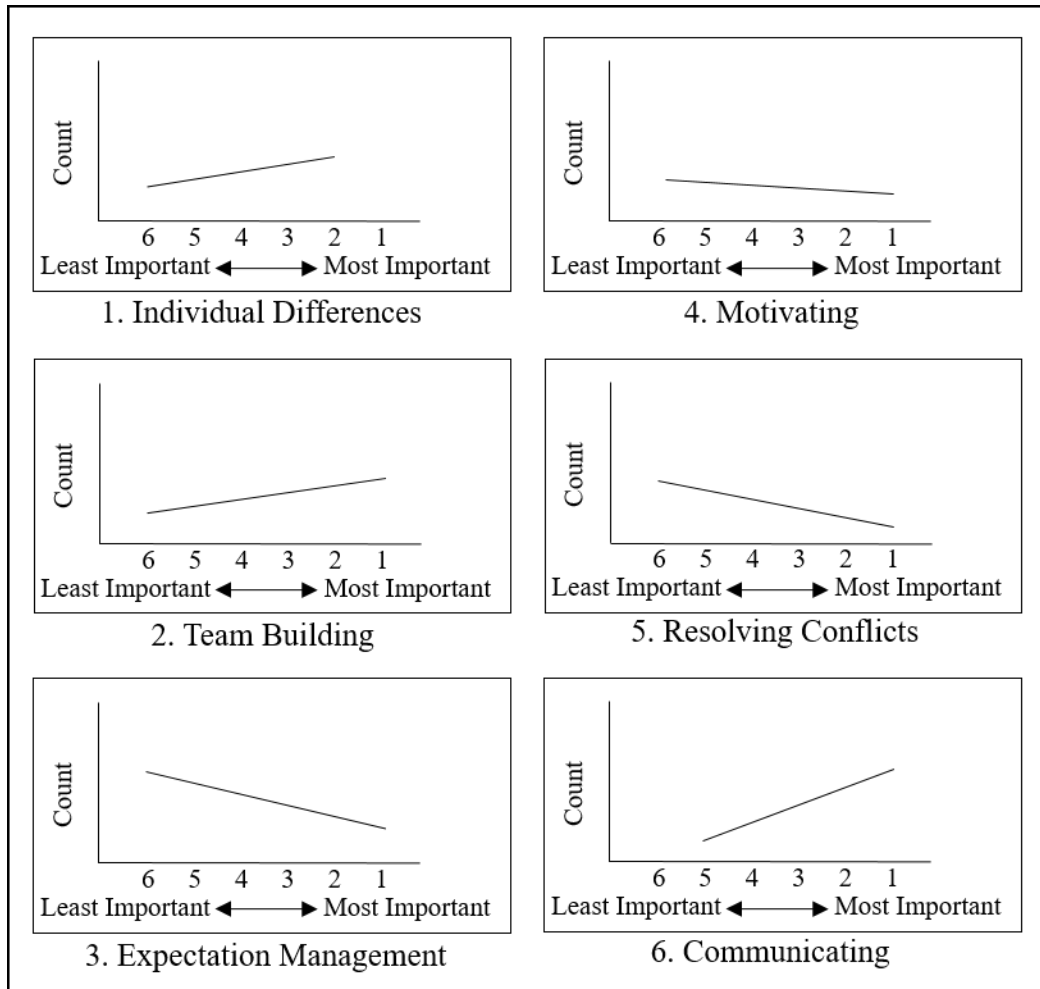 Count
6 5 4 3 2 1
Least Important Most Important
1. Individual Differences
Count
6 5 4 3 2 1
Least Important Most Important
4. Motivating
Count
6 5 4 3 2 1
Least Important Most Important
2. Team Building
Count
6 5 4 3 2 1
Least Important Most Important
5. Resolving Conflicts
Count
6 5 4 3 2 1
Least Important Most Important
3. Expectation Management
Count
6 5 4 3 2 1
Least Important Most Important
6. Communicating